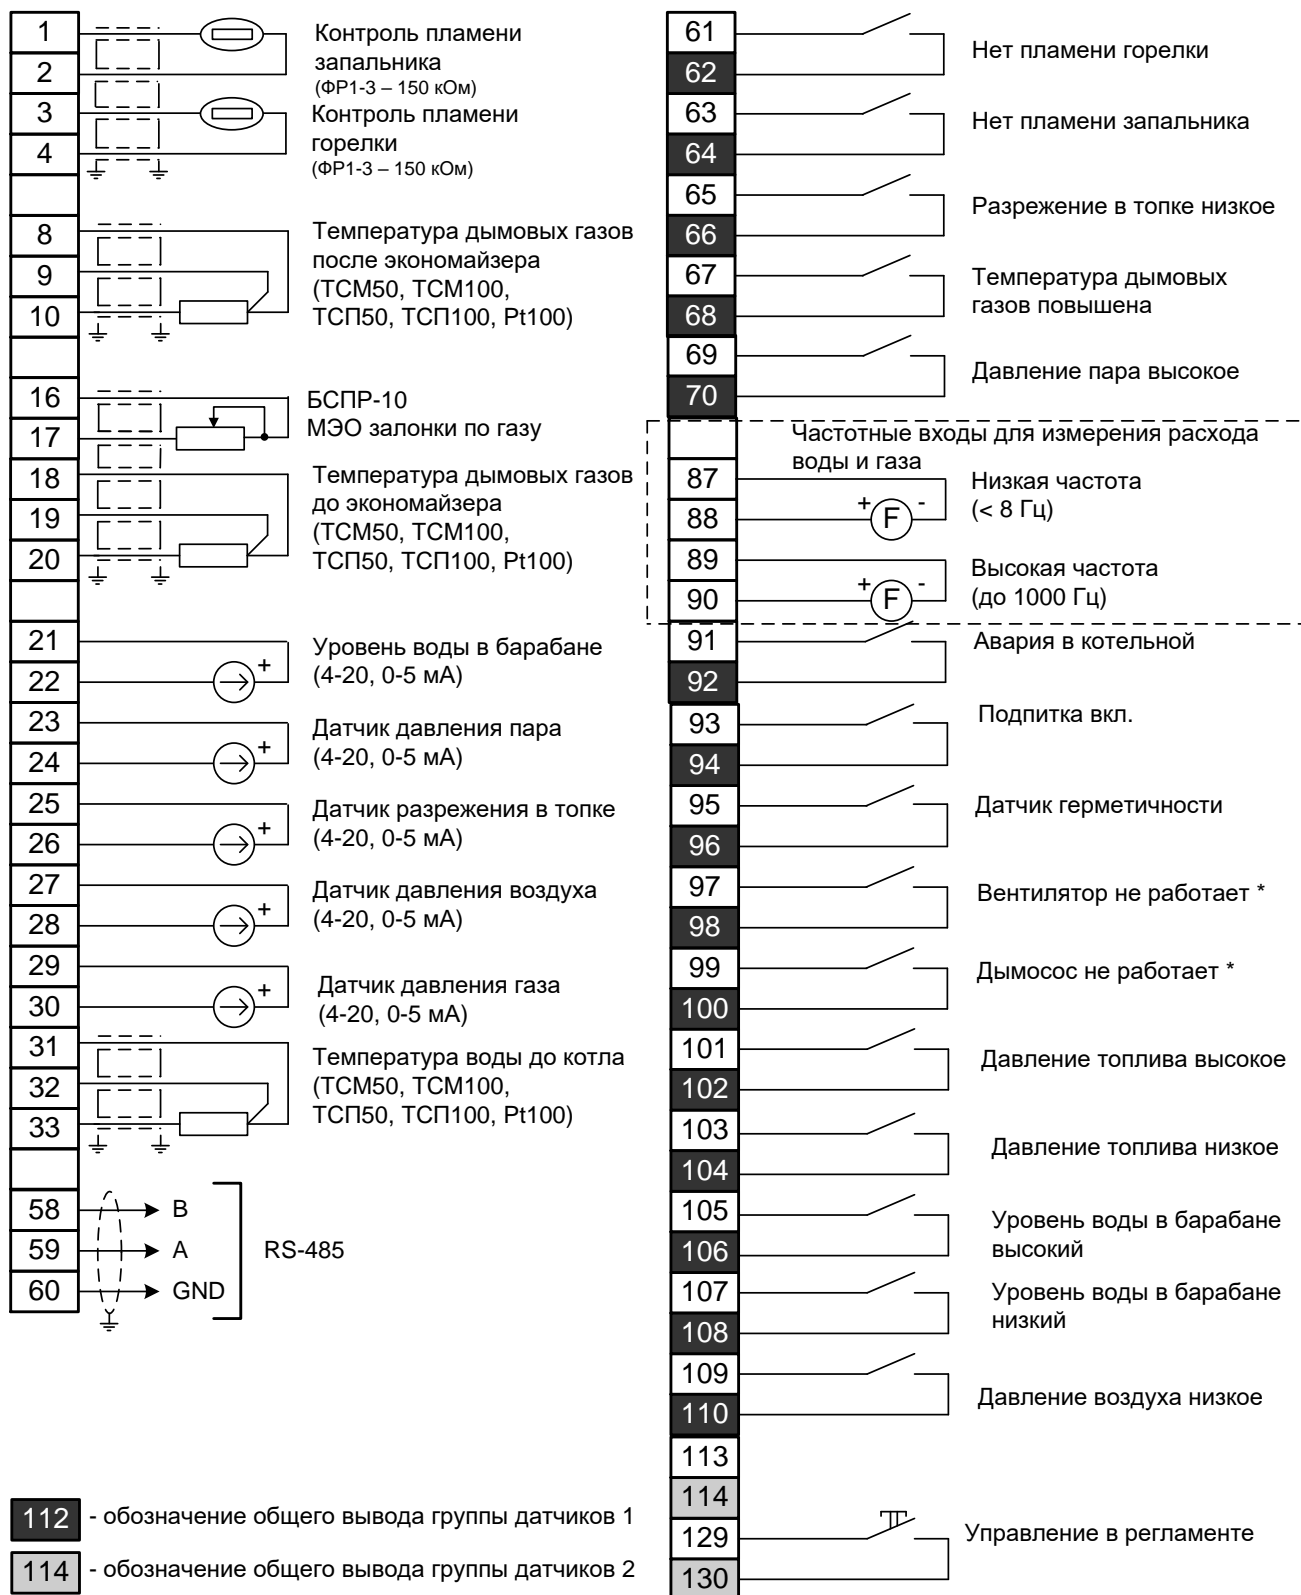 1
Контроль пламени
запальника
2
(ФР1-3 – 150 кОм)
3
Контроль пламени
горелки
4
(ФР1-3 – 150 кОм)
8
Температура дымовых газов
после экономайзера
9
(ТСМ50, ТСМ100,
10
ТСП50, ТСП100, Pt100)
16
БСПР-10
17
МЭО залонки по газу
18
Температура дымовых газов
до экономайзера
19
(ТСМ50, ТСМ100,
20
ТСП50, ТСП100, Pt100)
21
Уровень воды в барабане
22
+
(4-20, 0-5 мА)
23
Датчик давления пара
24
+
(4-20, 0-5 мА)
25
Датчик разрежения в топке
26
+
(4-20, 0-5 мА)
27
Датчик давления воздуха
28
+
(4-20, 0-5 мА)
29
Датчик давления газа
30
+
(4-20, 0-5 мА)
31
Температура воды до котла
32
(ТСМ50, ТСМ100,
33
ТСП50, ТСП100, Pt100)
58
B
59
A
RS-485
60
GND
112 - обозначение общего вывода группы датчиков 1
114 - обозначение общего вывода группы датчиков 2
61
Нет пламени горелки
62
63
Нет пламени запальника
64
65
Разрежение в топке низкое
66
67
Температура дымовых
газов повышена
68
69
Давление пара высокое
70
Частотные входы для измерения расхода
воды и газа
87
Низкая частота
88
+ F -
(< 8 Гц)
89
Высокая частота
90
+ F -
(до 1000 Гц)
91
Авария в котельной
92
93
Подпитка вкл.
94
95
Датчик герметичности
96
97
Вентилятор не работает *
98
99
Дымосос не работает *
100
101
Давление топлива высокое
102
103
Давление топлива низкое
104
105
Уровень воды в барабане
высокий
106
107
Уровень воды в барабане
низкий
108
109
Давление воздуха низкое
110
113
114
129
Управление в регламенте
130